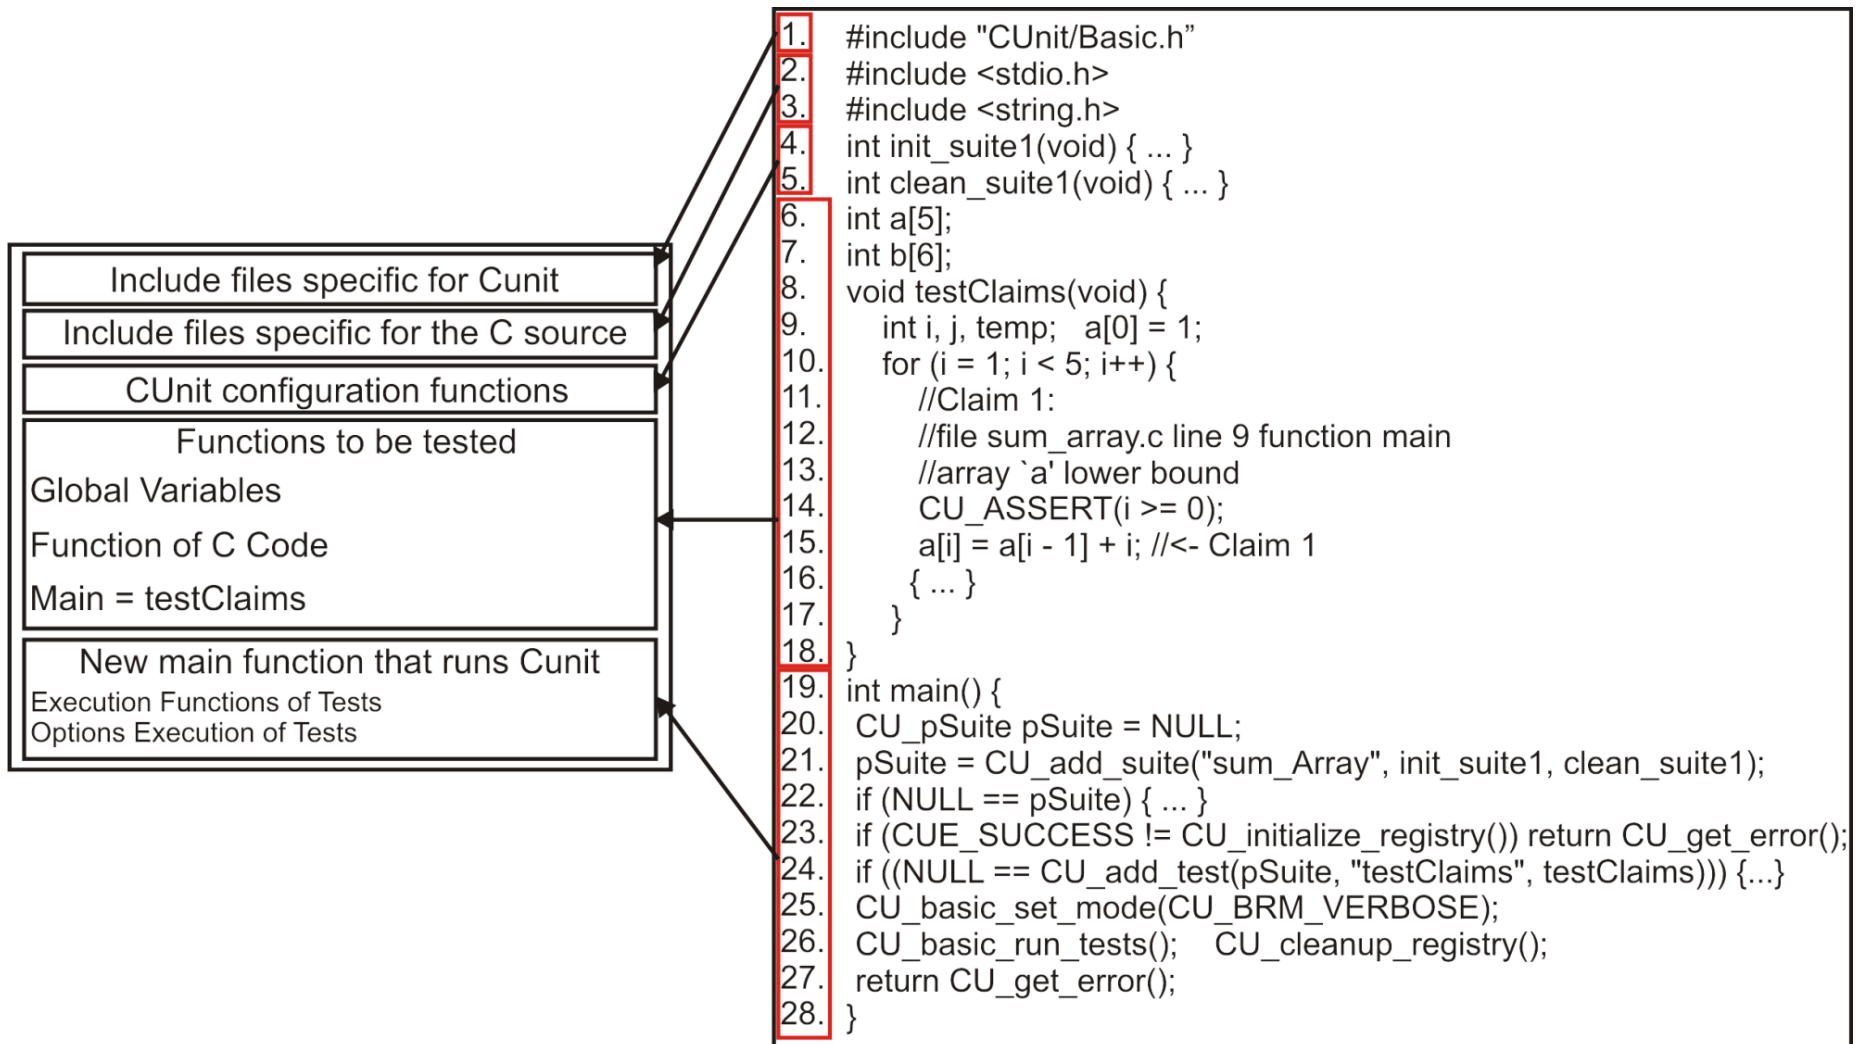 Include files specific for Cunit
Include files specific for the C source
CUnit configuration functions
Functions to be tested
Global Variables
Function of C Code
Main = testClaims
New main function that runs Cunit
Execution Functions of Tests
Options Execution of Tests
1. #include "CUnit/Basic.h”
2. #include <stdio.h>
3. #include <string.h>
4. int init_suite1(void) { ... }
5. int clean_suite1(void) { ... }
6. int a[5];
7. int b[6];
8. void testClaims(void) {
9. int i, j, temp; a[0] = 1;
10. for (i = 1; i < 5; i++) {
11. //Claim 1:
12. //file sum_array.c line 9 function main
13. //array `a' lower bound
14. CU_ASSERT(i >= 0);
15. a[i] = a[i - 1] + i; //<- Claim 1
16. { ... }
17. }
18. }
19. int main() {
20. CU_pSuite pSuite = NULL;
21. pSuite = CU_add_suite("sum_Array", init_suite1, clean_suite1);
22. if (NULL == pSuite) { ... }
23. if (CUE_SUCCESS != CU_initialize_registry()) return CU_get_error();
24. if ((NULL == CU_add_test(pSuite, "testClaims", testClaims))) {...}
25. CU_basic_set_mode(CU_BRM_VERBOSE);
26. CU_basic_run_tests(); CU_cleanup_registry();
27. return CU_get_error();
28. }